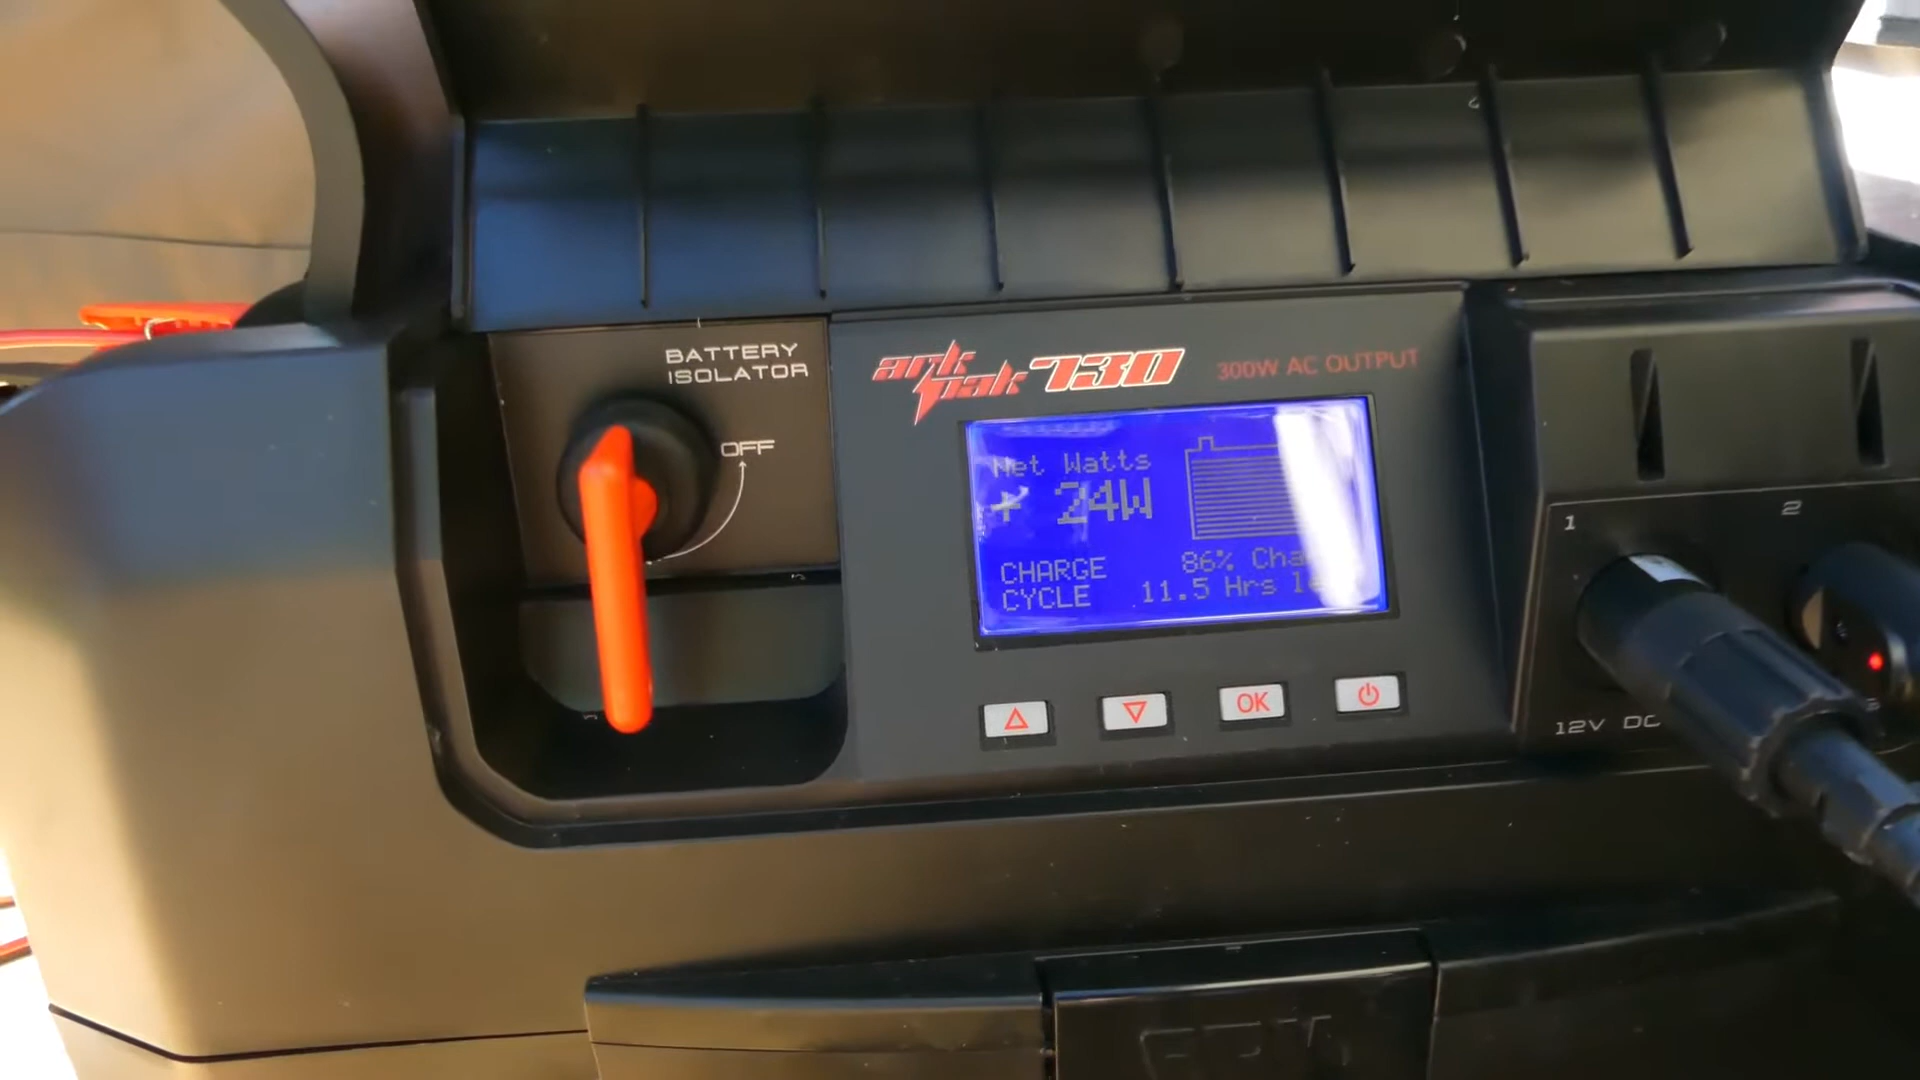 BATTERY
ISOLATOR
OFF
ark pak 730
300W AC OUTPUT
Net Watts
+ 24W
CHARGE
CYCLE
86%
11.5 Hrs
OK
1
2
12V DC